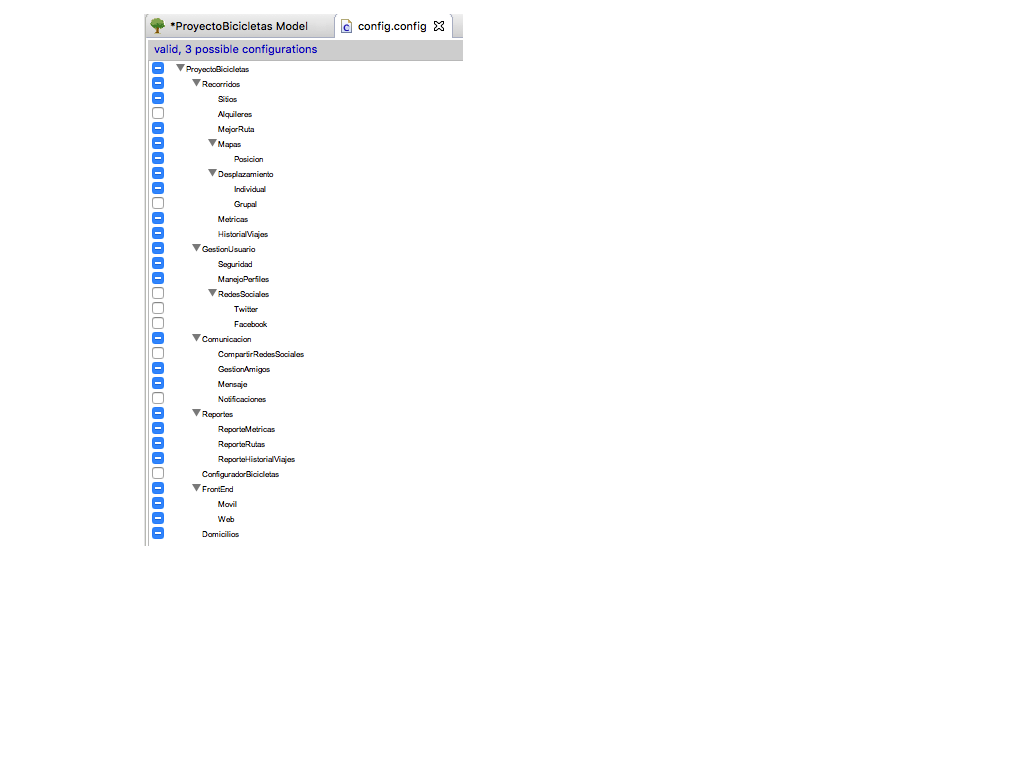 *ProyectoBicicletas Model config.config
valid, 3 possible configurations
ProyectoBicicletas
Recorridos
Sitios
Alquileres
MejorRuta
Mapas
Posicion
Desplazamiento
Individual
Grupal
Metricas
HistorialViajes
GestionUsuario
Seguridad
ManejoPerfiles
RedesSociales
Twitter
Facebook
Comunicacion
CompartirRedesSociales
GestionAmigos
Mensaje
Notificaciones
Reportes
ReporteMetricas
ReporteRutas
ReporteHistorialViajes
ConfiguradorBicicletas
FrontEnd
Movil
Web
Domicilios